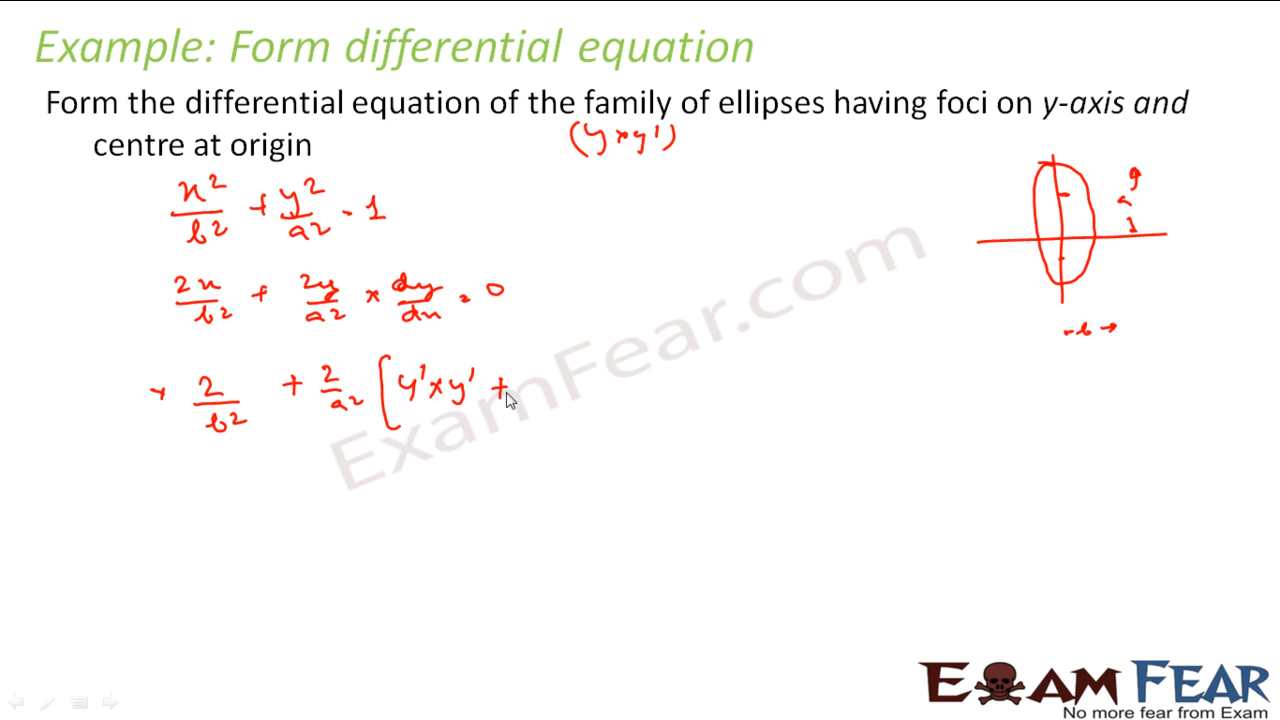 Example: Form differential equation
Form the differential equation of the family of ellipses having foci on y-axis and
centre at origin
(y × y')
x²/b² + y²/a² = 1
a
2x/b² + 2y/a² × dy/dx = 0
b →
2/b² + 2/a² [y' × y' +
ExamFear.com
EXAM FEAR
No more fear from Exam